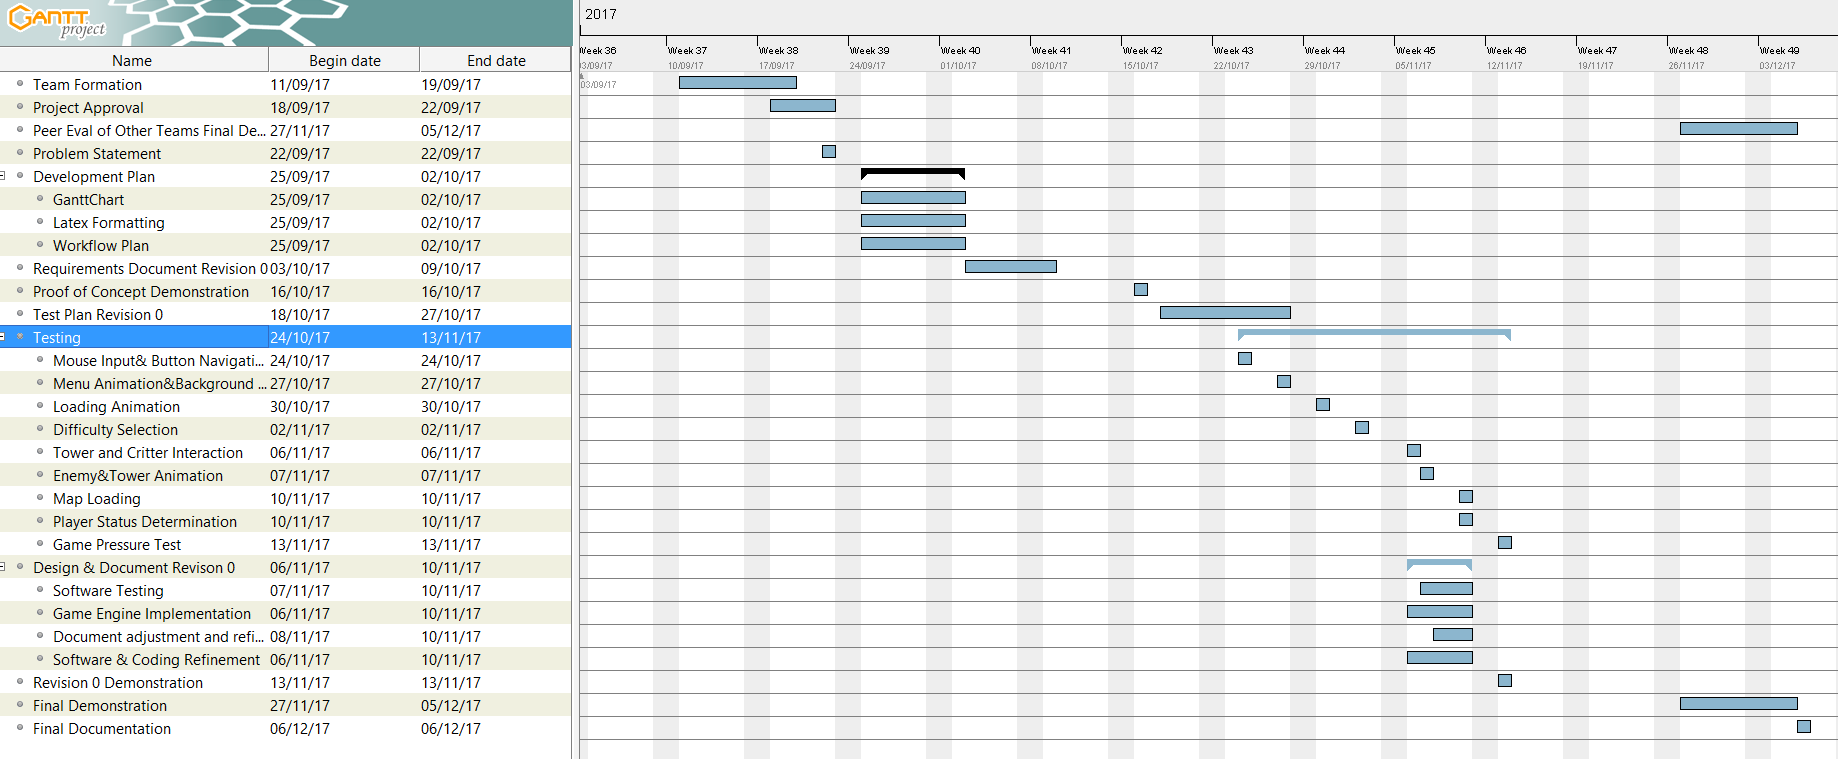 GANTT
project
2017
Week 36 Week 37 Week 38 Week 39 Week 40 Week 41 Week 42 Week 43 Week 44 Week 45 Week 46 Week 47 Week 48 Week 49
03/09/17 10/09/17 17/09/17 24/09/17 01/10/17 08/10/17 15/10/17 22/10/17 29/10/17 05/11/17 12/11/17 19/11/17 26/11/17 03/12/17
03/09/17
Name Begin date End date
Team Formation 11/09/17 19/09/17
Project Approval 18/09/17 22/09/17
Peer Eval of Other Teams Final De... 27/11/17 05/12/17
Problem Statement 22/09/17 22/09/17
Development Plan 25/09/17 02/10/17
GanttChart 25/09/17 02/10/17
Latex Formatting 25/09/17 02/10/17
Workflow Plan 25/09/17 02/10/17
Requirements Document Revision 0 03/10/17 09/10/17
Proof of Concept Demonstration 16/10/17 16/10/17
Test Plan Revision 0 18/10/17 27/10/17
Testing 24/10/17 13/11/17
Mouse Input& Button Navigati... 24/10/17 24/10/17
Menu Animation&Background ... 27/10/17 27/10/17
Loading Animation 30/10/17 30/10/17
Difficulty Selection 02/11/17 02/11/17
Tower and Critter Interaction 06/11/17 06/11/17
Enemy&Tower Animation 07/11/17 07/11/17
Map Loading 10/11/17 10/11/17
Player Status Determination 10/11/17 10/11/17
Game Pressure Test 13/11/17 13/11/17
Design & Document Revison 0 06/11/17 10/11/17
Software Testing 07/11/17 10/11/17
Game Engine Implementation 06/11/17 10/11/17
Document adjustment and refi... 08/11/17 10/11/17
Software & Coding Refinement 06/11/17 10/11/17
Revision 0 Demonstration 13/11/17 13/11/17
Final Demonstration 27/11/17 05/12/17
Final Documentation 06/12/17 06/12/17